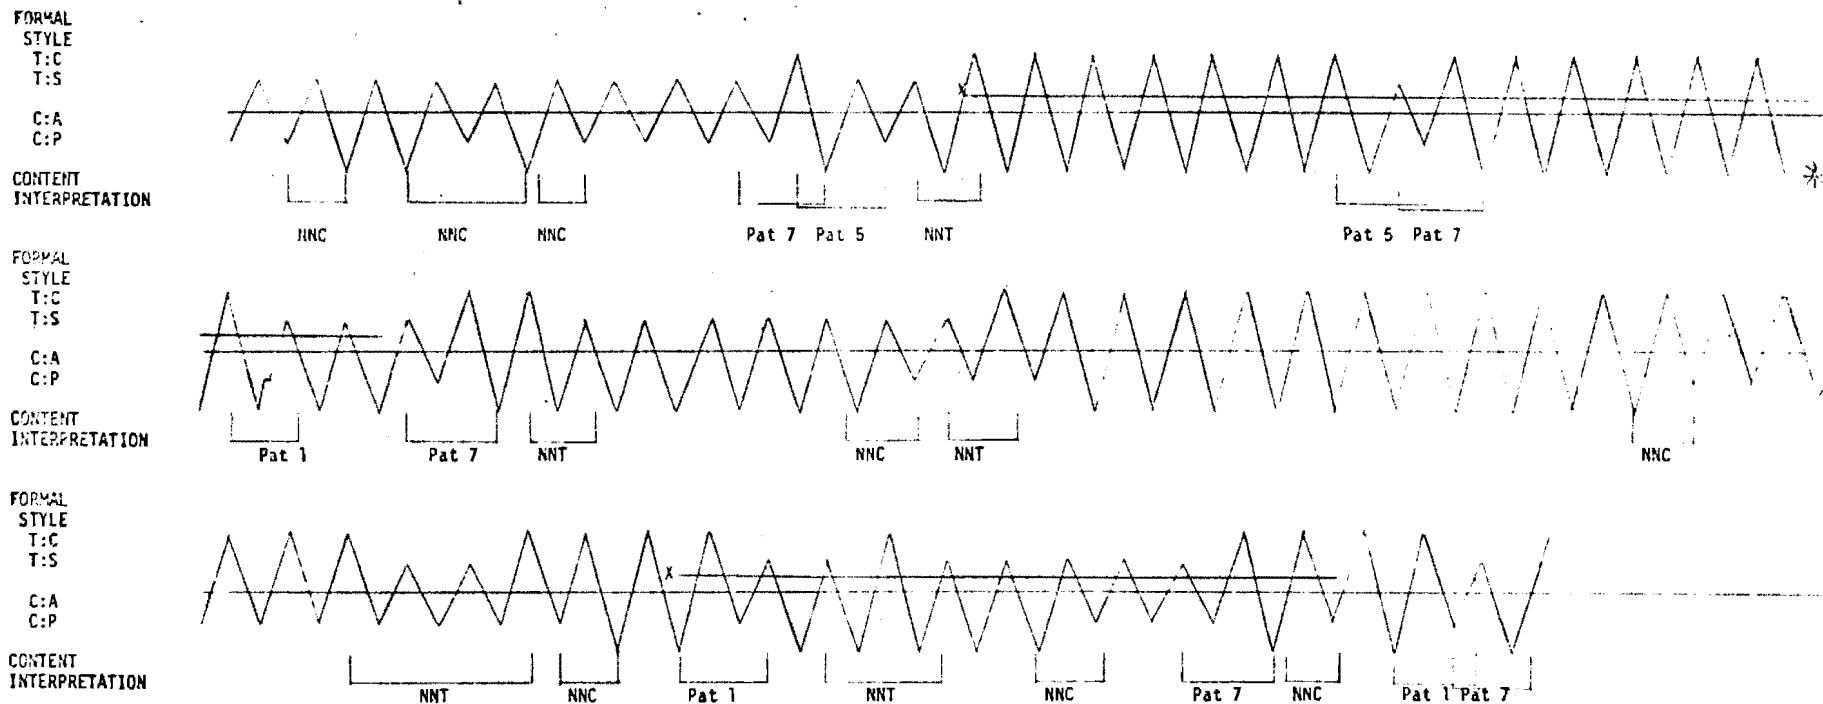 FORMAL
STYLE
T:C
T:S
X
C:A
C:P
CONTENT
INTERPRETATION
NNC NNC NNC Pat 7 Pat 5 NNT Pat 5 Pat 7
FORMAL
STYLE
T:C
T:S
C:A
C:P
CONTENT
INTERPRETATION
Pat 1 Pat 7 NNT NNC NNT NNC
FORMAL
STYLE
T:C
T:S
X
C:A
C:P
CONTENT
INTERPRETATION
NNT NNC Pat 1 NNT NNC Pat 7 NNC Pat 1 Pat 7